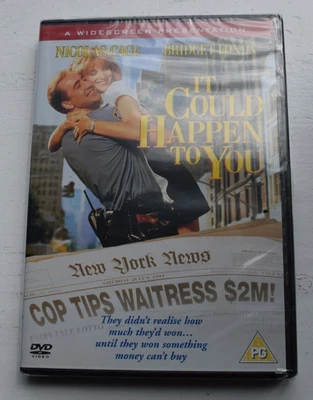 A WIDESCREEN PRESENTATION
NICOLAS CAGE BRIDGET FONDA
IT
COULD
HAPPEN
TO YOU
New York News
COP TIPS WAITRESS $2M!
They didn't realise how
much they'd won...
until they won something
money can't buy
DVD
VIDEO
PG